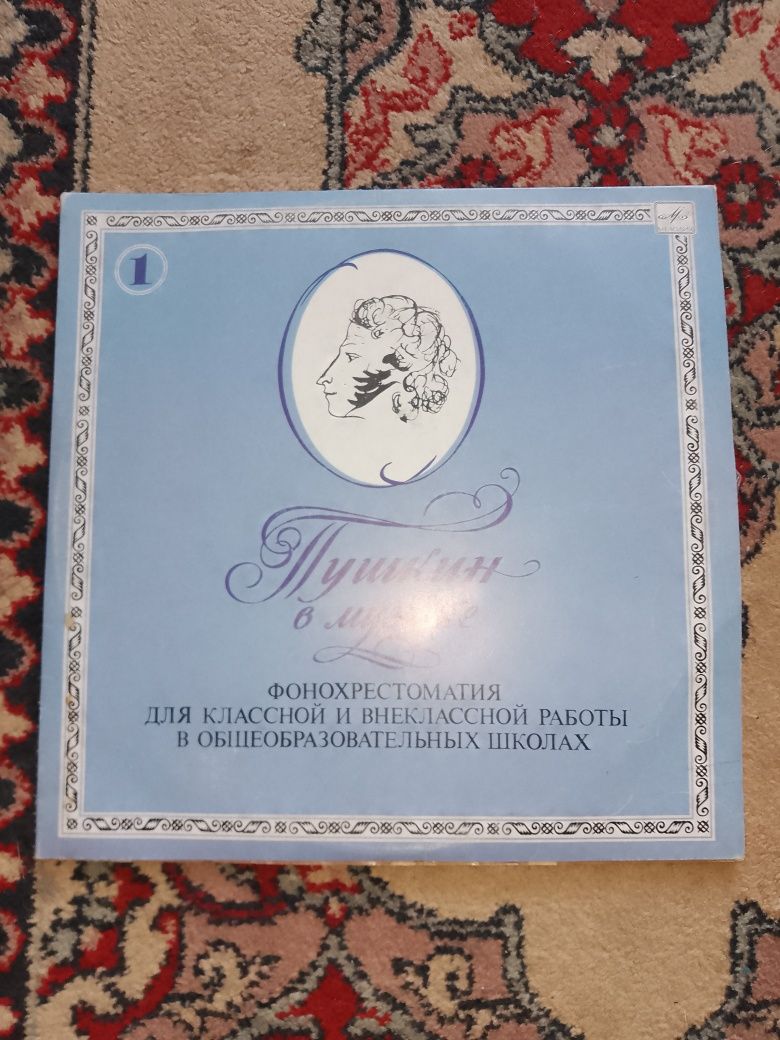 1
Пушкин
в музыке
ФОНОХРЕСТОМАТИЯ
ДЛЯ КЛАССНОЙ И ВНЕКЛАССНОЙ РАБОТЫ
В ОБЩЕОБРАЗОВАТЕЛЬНЫХ ШКОЛАХ